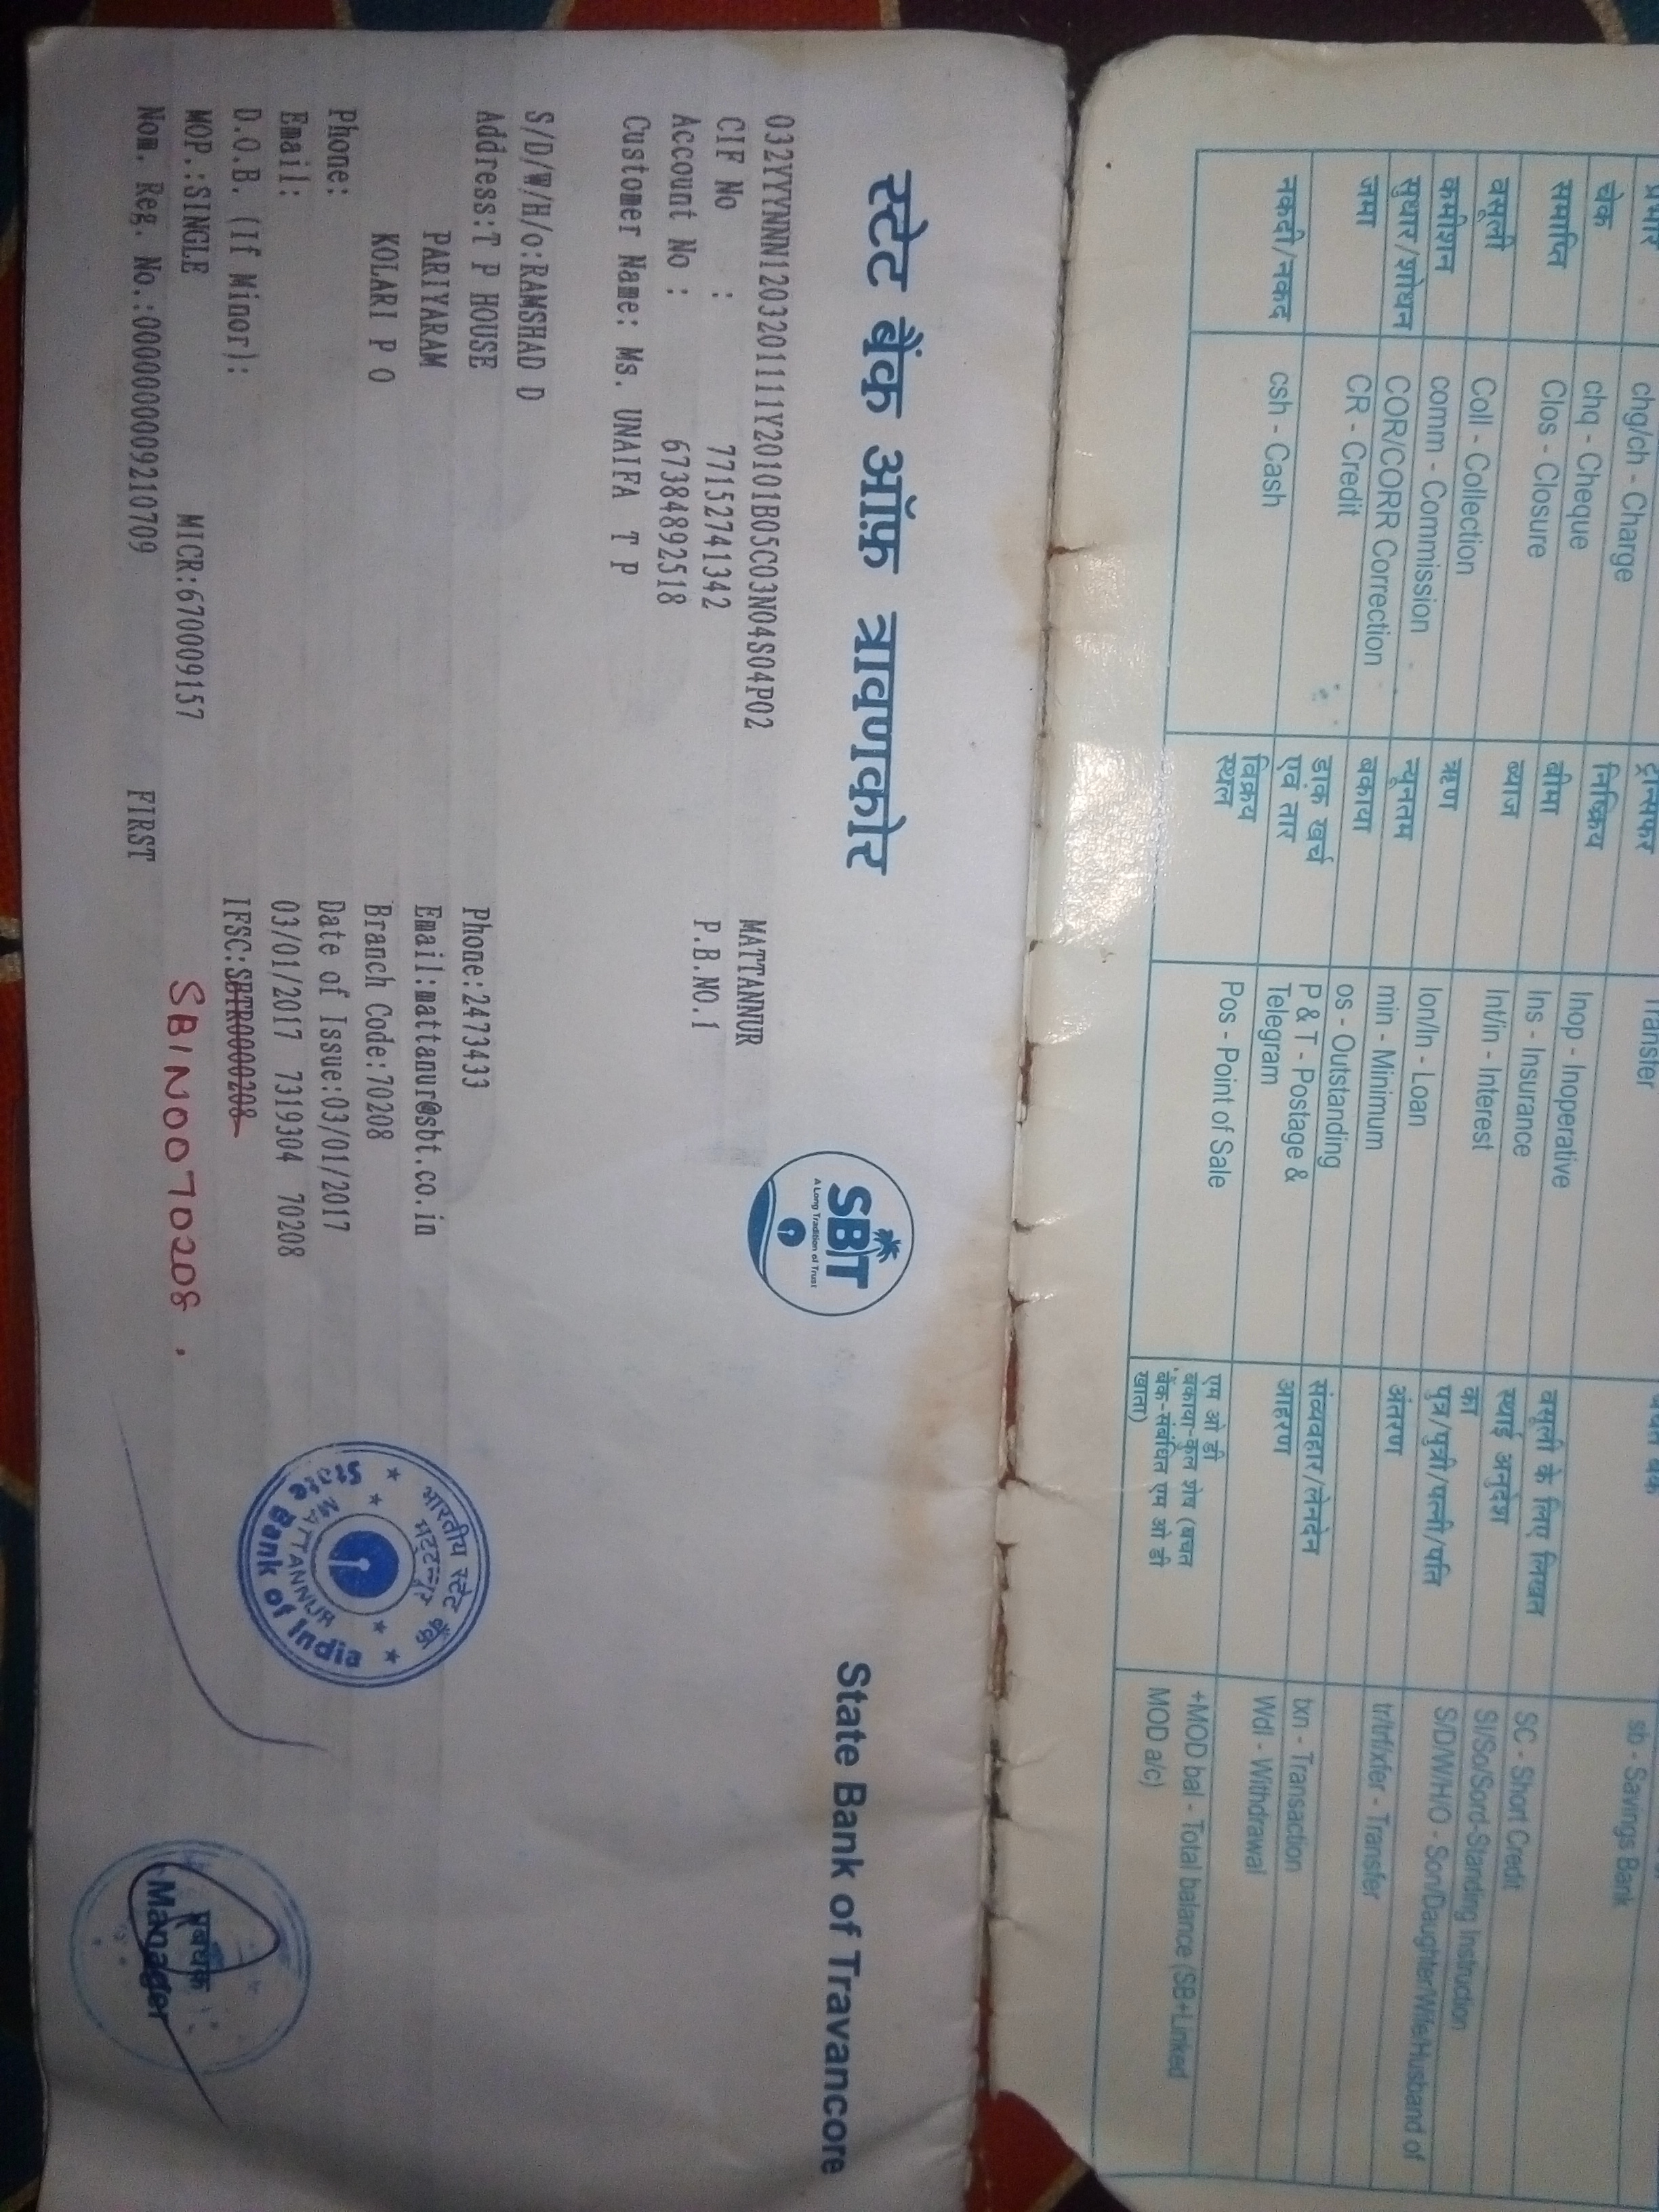 प्रभार chg/ch - Charge ट्रान्सफर Transfer बचत बैंक sb - Savings Bank
चेक chq - Cheque निष्क्रिय Inop - Inoperative
समाप्ति Clos - Closure बीमा Ins - Insurance वसूली के लिए लिखत SC - Short Credit
वसूली Coll - Collection ब्याज Int/in - Interest स्थाई अनुदेश SI/So/Sord-Standing Instruction
कमीशन comm - Commission ऋण lon/ln - Loan का पुत्र/पुत्री/पत्नी/पति S/D/W/H/O - Son/Daughter/Wife/Husband of
सुधार/शोधन COR/CORR Correction न्यूनतम min - Minimum अंतरण tr/trf/xfer - Transfer
जमा CR - Credit बकाया os - Outstanding
नकदी/नकद csh - Cash डाक खर्च एवं तार P & T - Postage & Telegram संव्यवहार/लेनदेन txn - Transaction
विक्रय स्थल Pos - Point of Sale आहरण Wdl - Withdrawal
एम ओ डी
बकाया-कुल शेष (बचत
बैंक-संबंधित एम ओ डी
खाता)
+MOD bal - Total balance (SB+Linked
MOD a/c)
स्टेट बैंक ऑफ़ त्रावणकोर
SBT
A Long Tradition of Trust
State Bank of Travancore
032YYYNNN1203201111Y20101B05C03N04S04P02 MATTANNUR
CIF No : 77152741342 P.B.NO.1
Account No : 67384892518
Customer Name: Ms. UNAIFA T P
S/D/W/H/o:RAMSHAD D
Address:T P HOUSE Phone:2473433
PARIYARAM Email:mattanur@sbt.co.in
KOLARI P O Branch Code:70208
Phone: Date of Issue:03/01/2017
Email: 03/01/2017 7319304 70208
D.O.B. (If Minor): IFSC:SBTR0000208
MOP.:SINGLE MICR:670009157 SBIN0070208.
Nom. Reg. No.:0000000009210709 FIRST
भारतीय स्टेट बैंक
मट्टन्नूर
MATTANNUR
State Bank of India
प्रबंधक
Manager